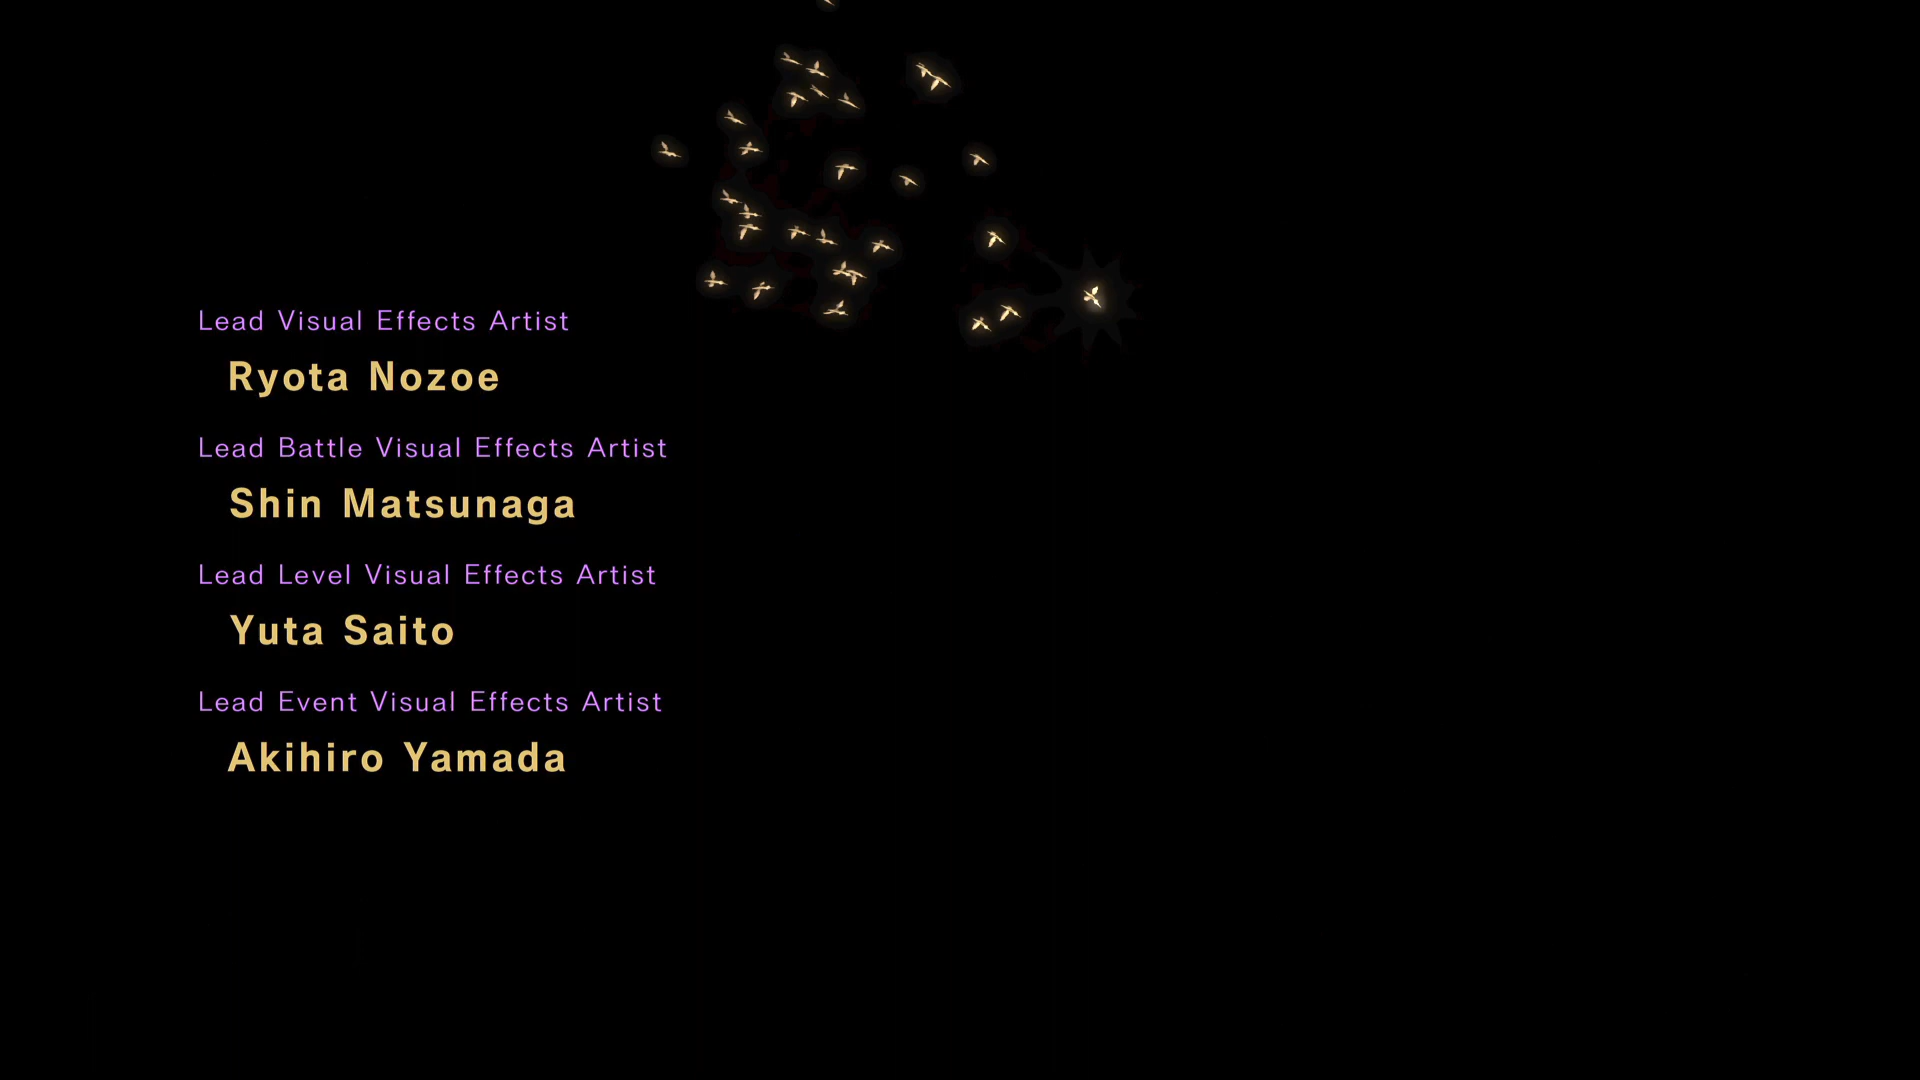 Lead Visual Effects Artist
Ryota Nozoe
Lead Battle Visual Effects Artist
Shin Matsunaga
Lead Level Visual Effects Artist
Yuta Saito
Lead Event Visual Effects Artist
Akihiro Yamada